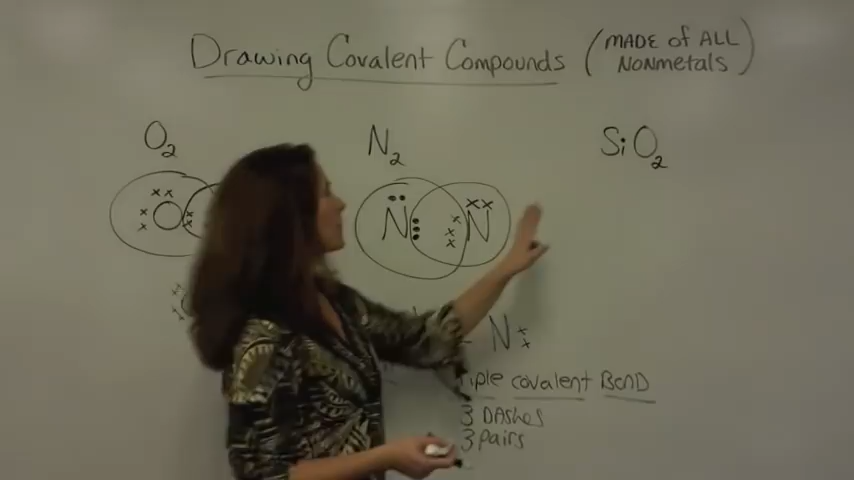 Drawing Covalent Compounds (MADE of ALL
NONmetals)
O2
N2
SiO2
O
N N
N
iple covalent BOND
3 DAshes
3 pairs